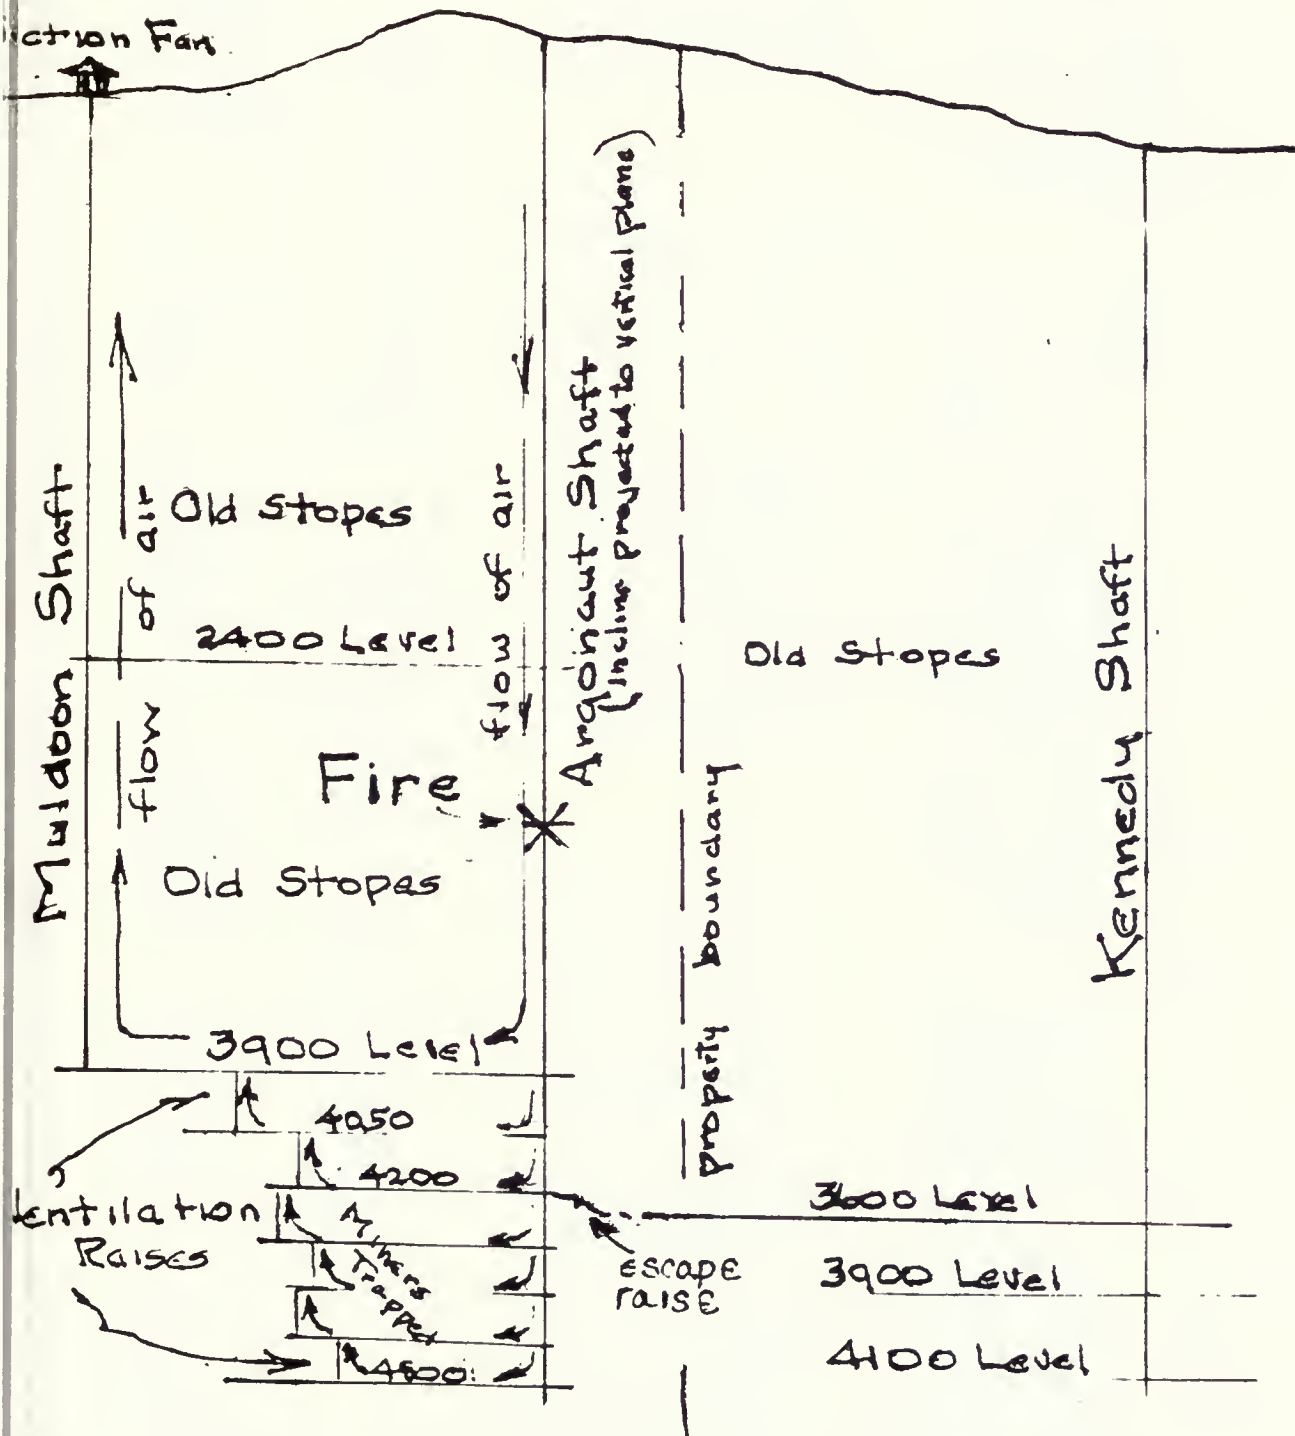 ction Fan
Muldoon Shaft
flow of air
Old Stopes
2400 Level
flow of air
Argonaut Shaft
(Incline projected to vertical plane)
property boundary
Old Stopes
Kennedy Shaft
Fire
Old Stopes
3900 Level
4050
4200
entilation
Raises
Miners
Trapped
4800
escape
raise
3600 Level
3900 Level
4100 Level